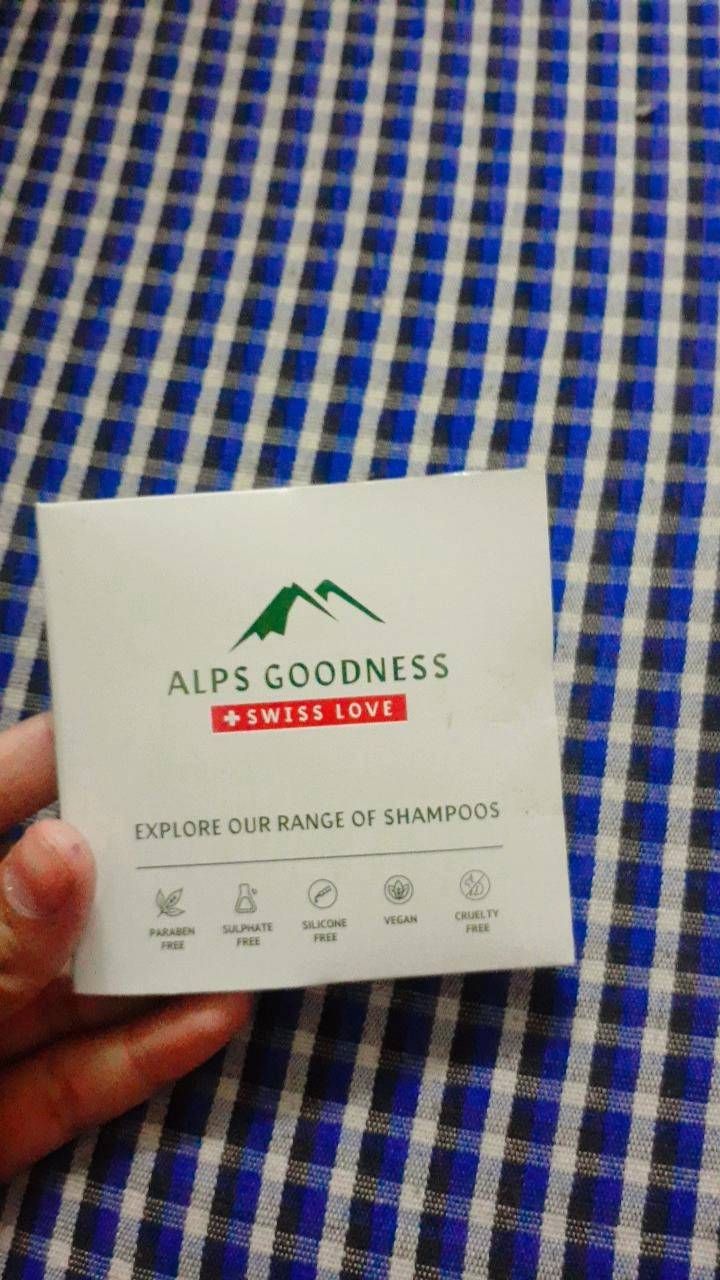 ALPS GOODNESS
SWISS LOVE
EXPLORE OUR RANGE OF SHAMPOOS
PARABEN FREE
SULPHATE FREE
SILICONE FREE
VEGAN
CRUELTY FREE